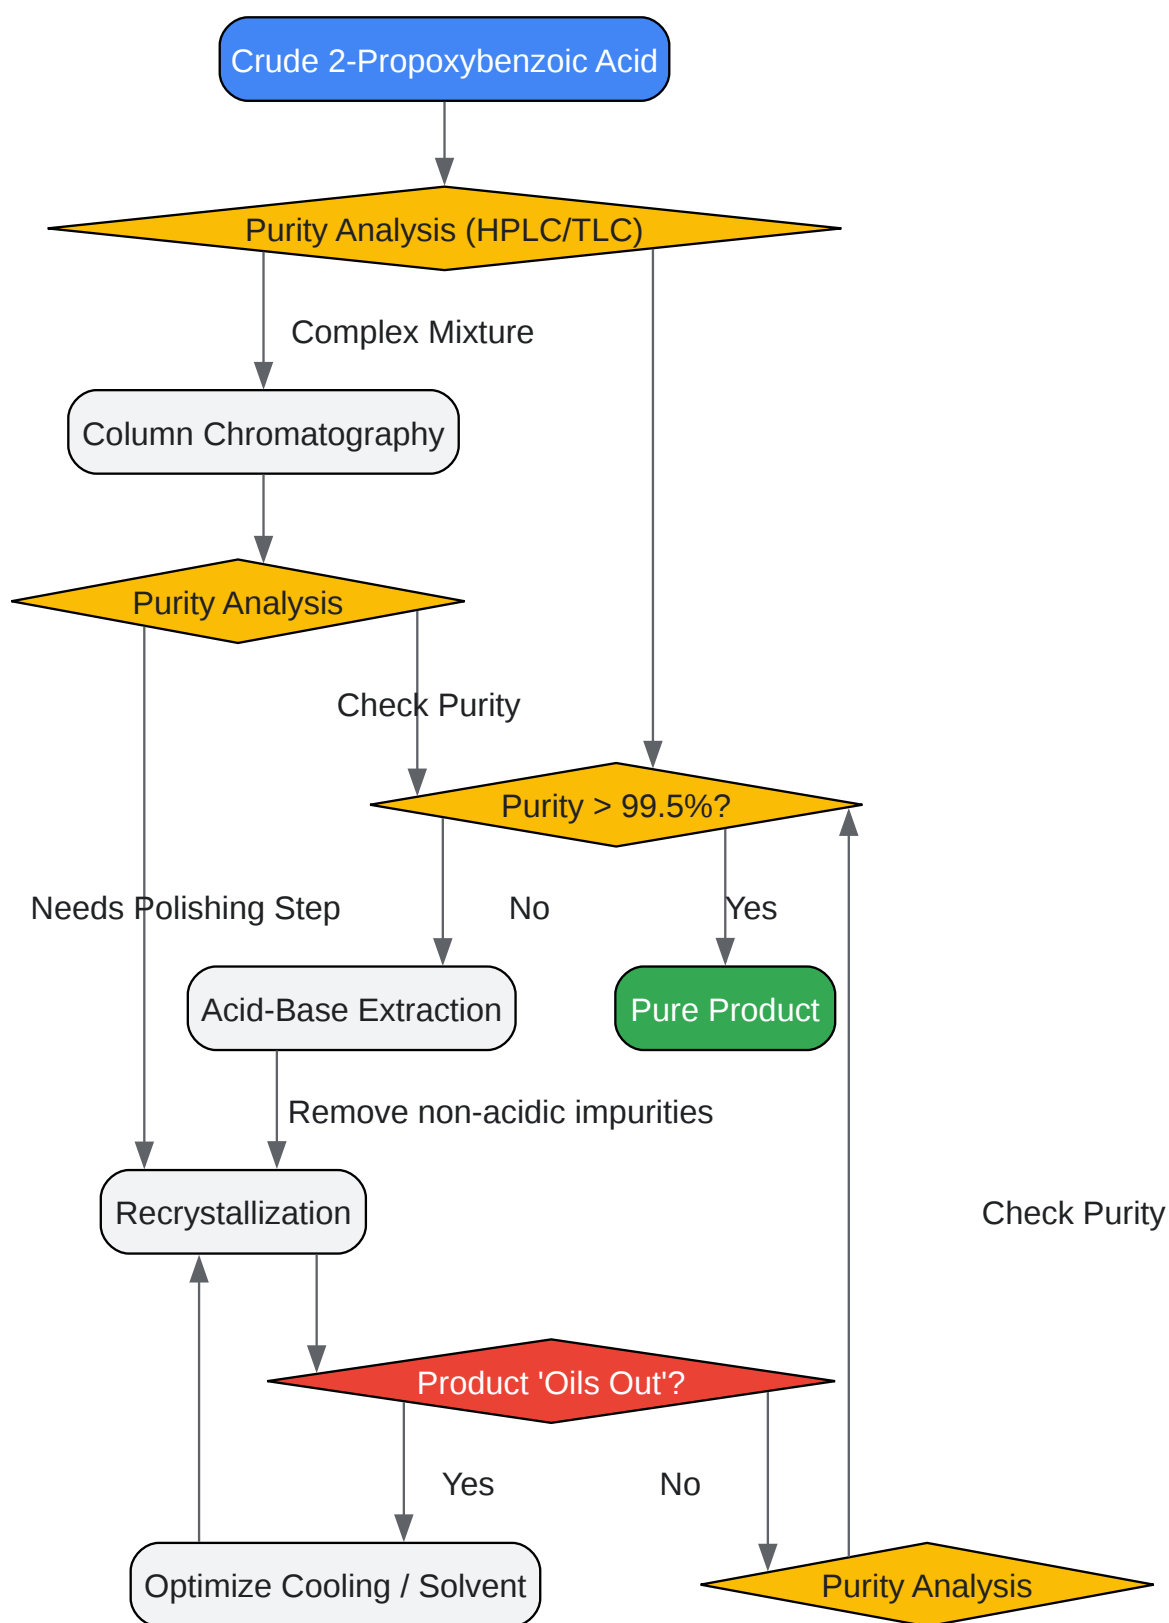 Crude 2-Propoxybenzoic Acid
Purity Analysis (HPLC/TLC)
Complex Mixture
Column Chromatography
Purity Analysis
Check Purity
Purity > 99.5%?
Needs Polishing Step
No
Yes
Acid-Base Extraction
Pure Product
Remove non-acidic impurities
Recrystallization
Check Purity
Product 'Oils Out'?
Yes
No
Optimize Cooling / Solvent
Purity Analysis